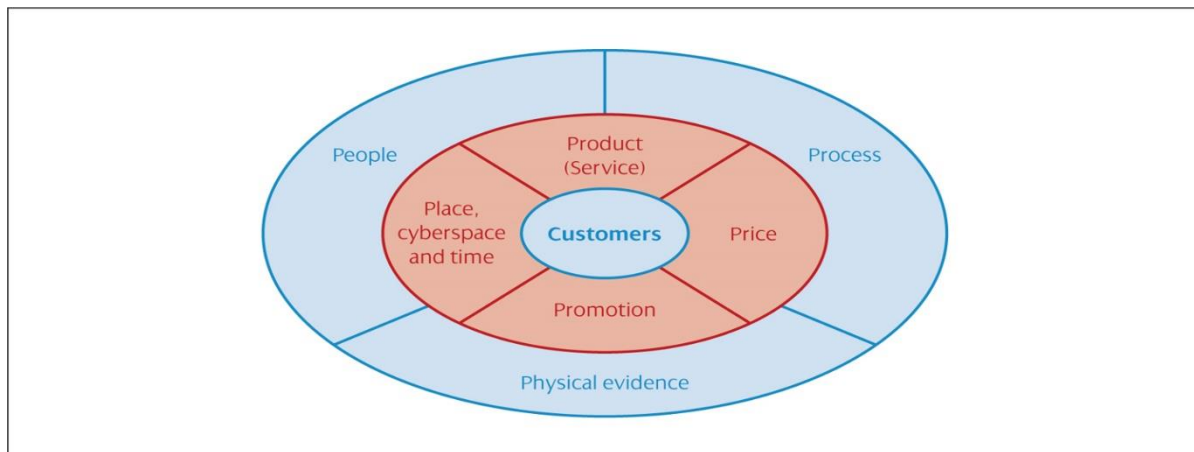 People
Product
(Service)
Process
Place,
cyberspace
and time
Customers
Price
Promotion
Physical evidence